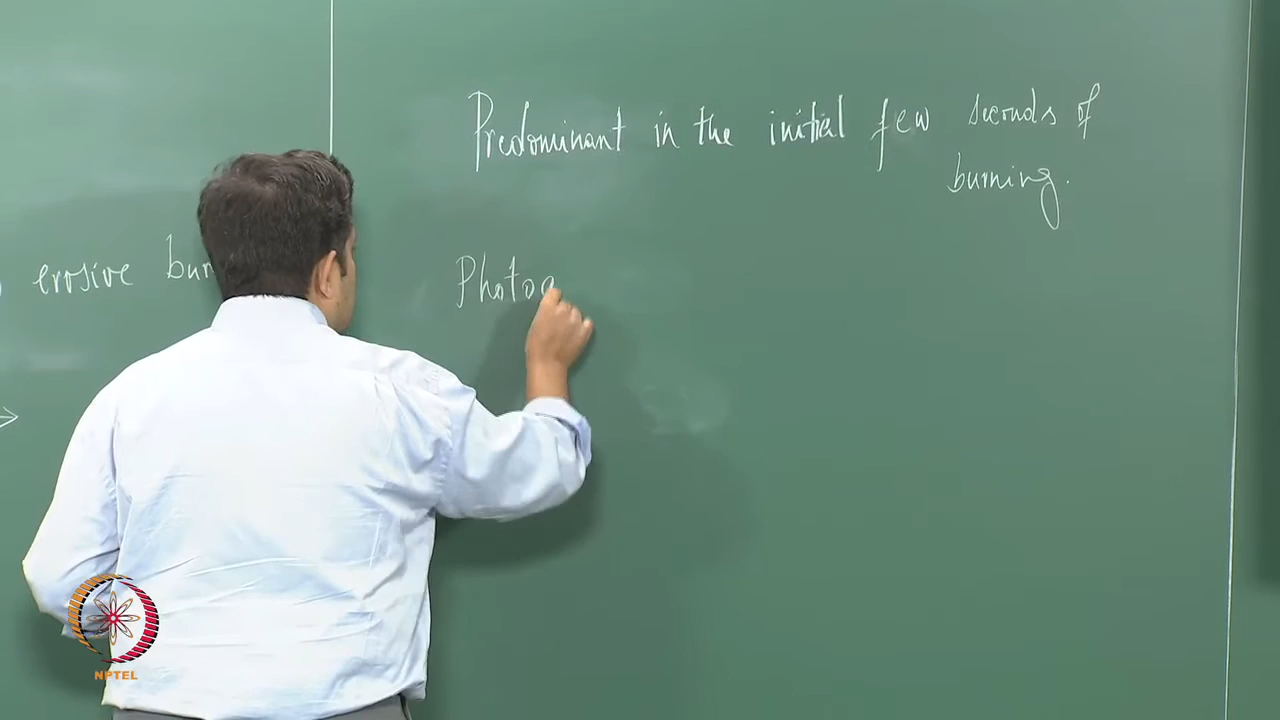 Predominant in the initial few seconds of
burning.
erosive bur
Photog
NPTEL